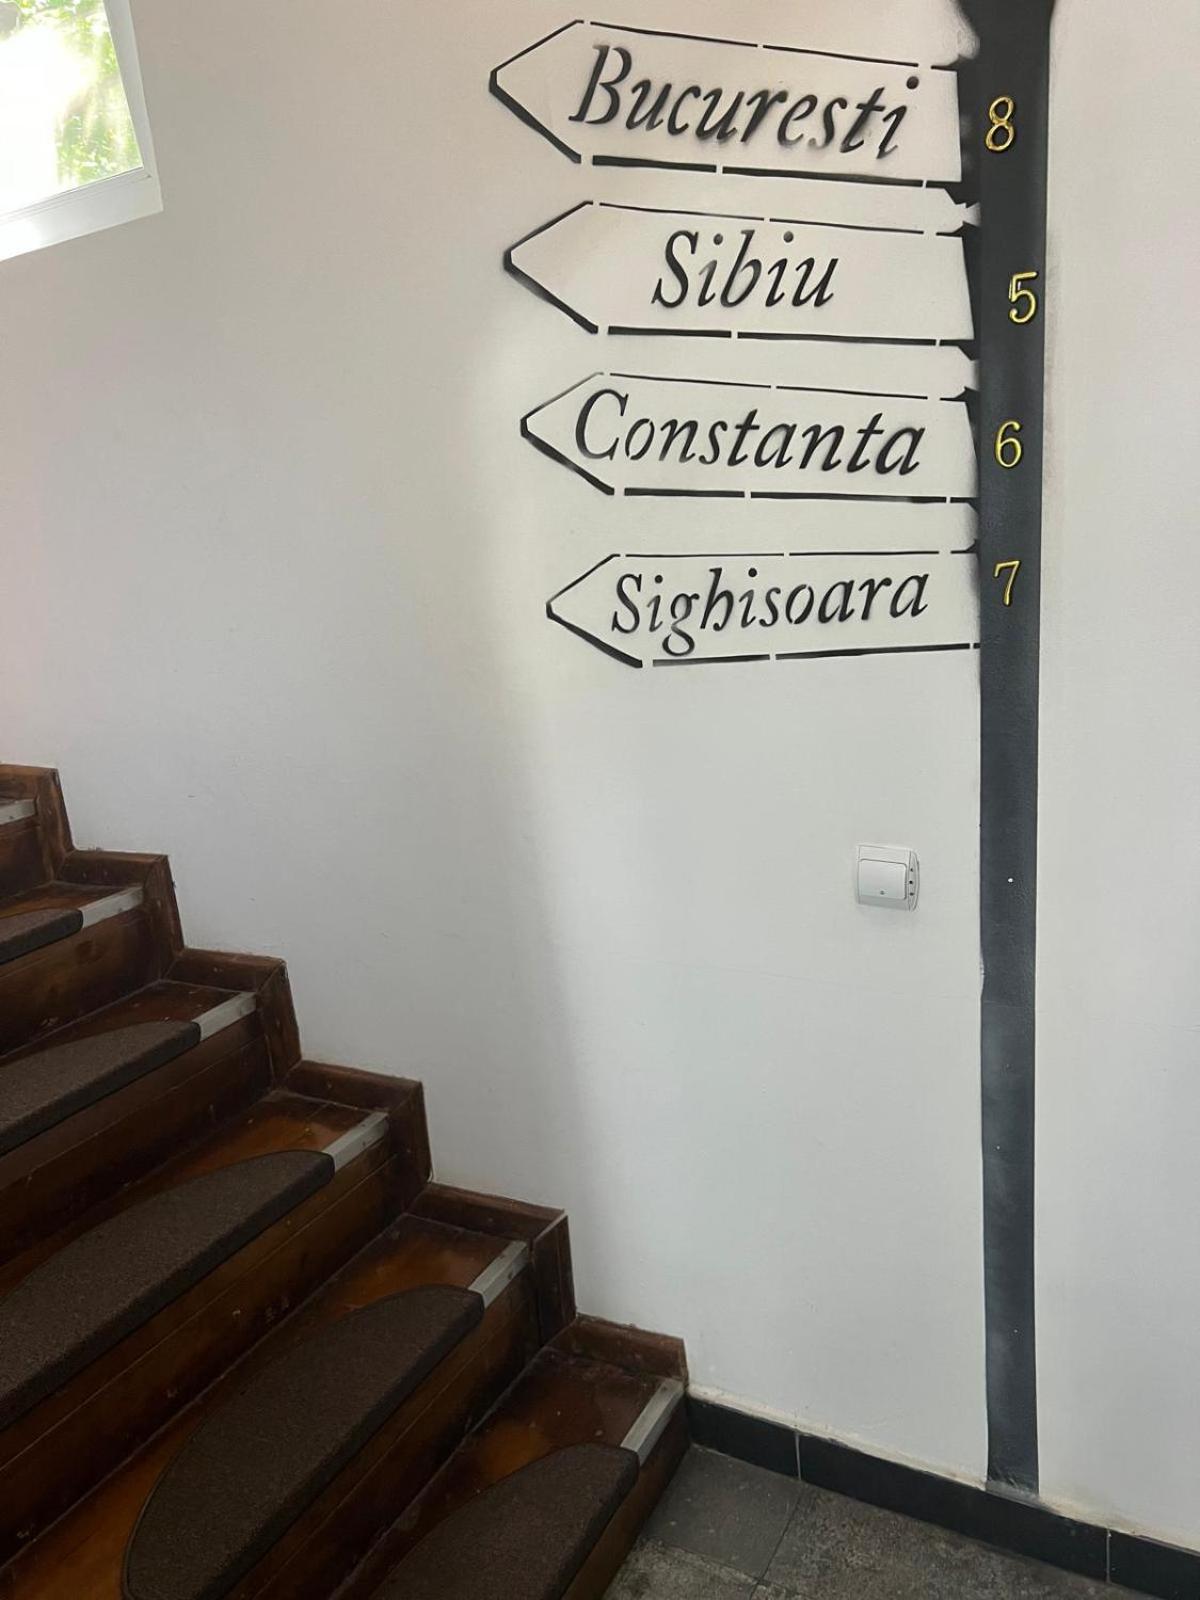 Bucuresti 8
Sibiu 5
Constanta 6
Sighisoara 7